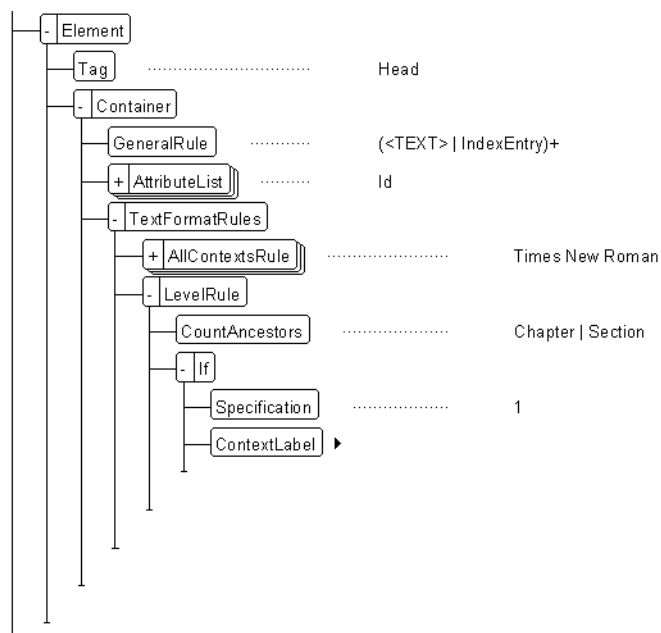 - Element
Tag Head
- Container
GeneralRule (<TEXT> | IndexEntry)+
+ AttributeList Id
- TextFormatRules
+ AllContextsRule Times New Roman
- LevelRule
CountAncestors Chapter | Section
- If
Specification 1
ContextLabel